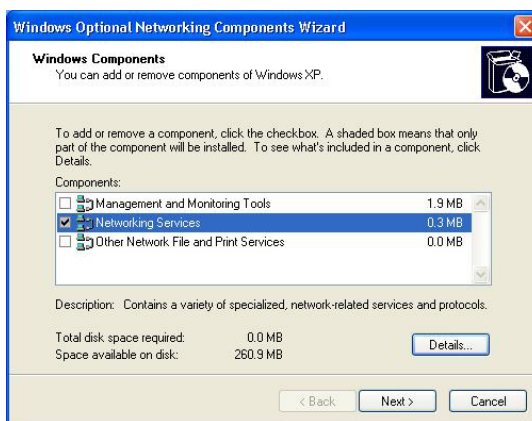 Windows Optional Networking Components Wizard
Windows Components
You can add or remove components of Windows XP.
To add or remove a component, click the checkbox. A shaded box means that only
part of the component will be installed. To see what's included in a component, click
Details.
Components:
Management and Monitoring Tools 1.9 MB
Networking Services 0.3 MB
Other Network File and Print Services 0.0 MB
Description: Contains a variety of specialized, network-related services and protocols.
Total disk space required: 0.0 MB
Space available on disk: 260.9 MB
Details...
< Back Next > Cancel